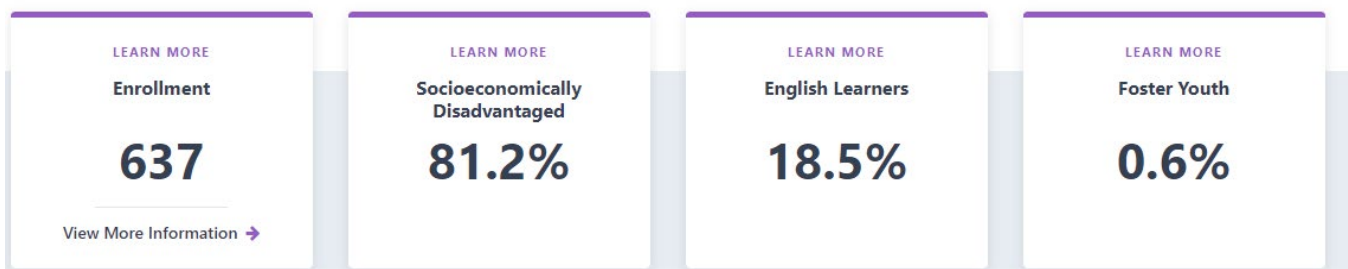 LEARN MORE
Enrollment
637
View More Information
LEARN MORE
Socioeconomically
Disadvantaged
81.2%
LEARN MORE
English Learners
18.5%
LEARN MORE
Foster Youth
0.6%